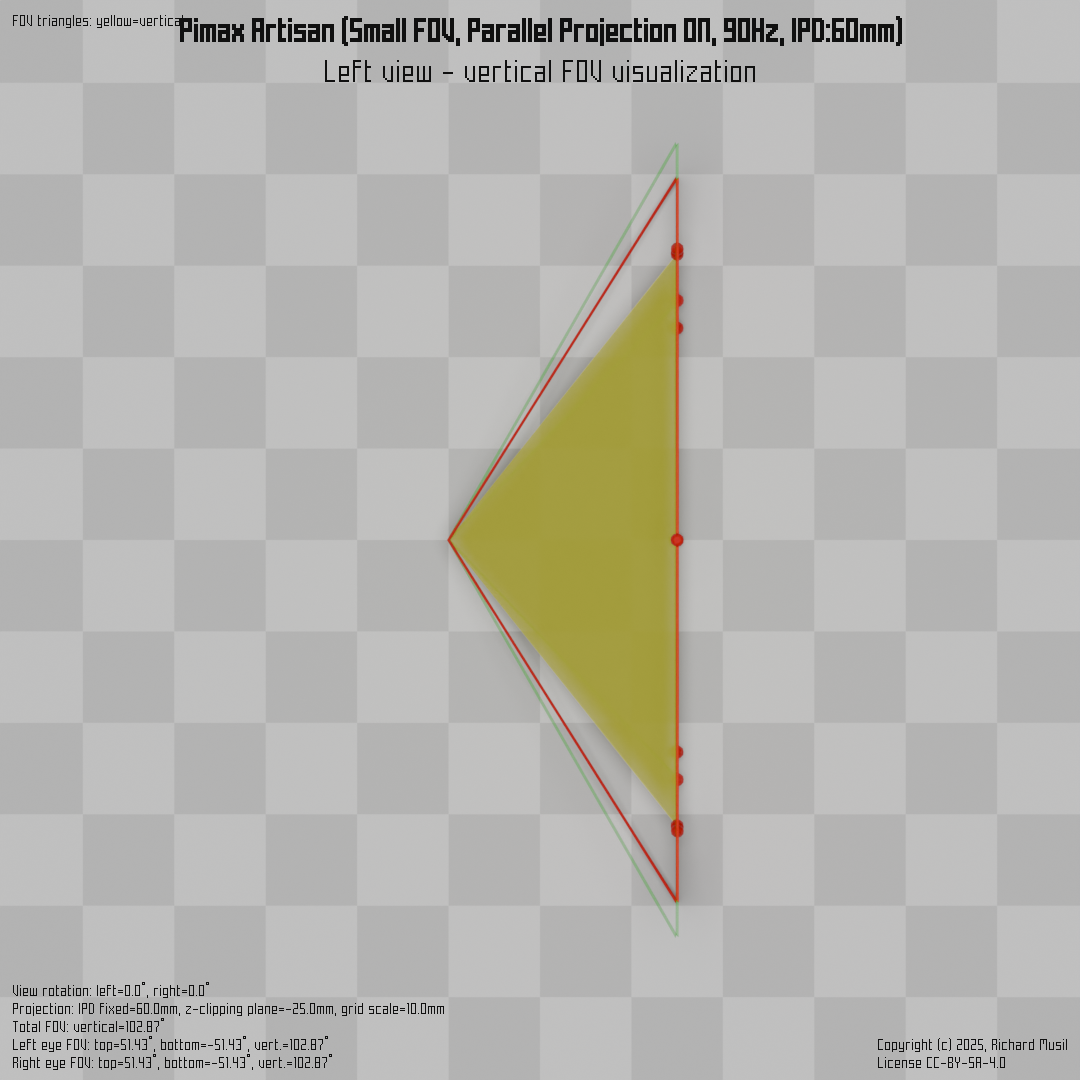 FOV triangles: yellow=vertical
Pimax Artisan (Small FOV, Parallel Projection ON, 90Hz, IPD:60mm)
Left view - vertical FOV visualization
View rotation: left=0.0°, right=0.0°
Projection: IPD fixed=60.0mm, z-clipping plane=-25.0mm, grid scale=10.0mm
Total FOV: vertical=102.87°
Left eye FOV: top=51.43°, bottom=-51.43°, vert.=102.87°
Right eye FOV: top=51.43°, bottom=-51.43°, vert.=102.87°
Copyright (c) 2025, Richard Musil
License CC-BY-SA-4.0